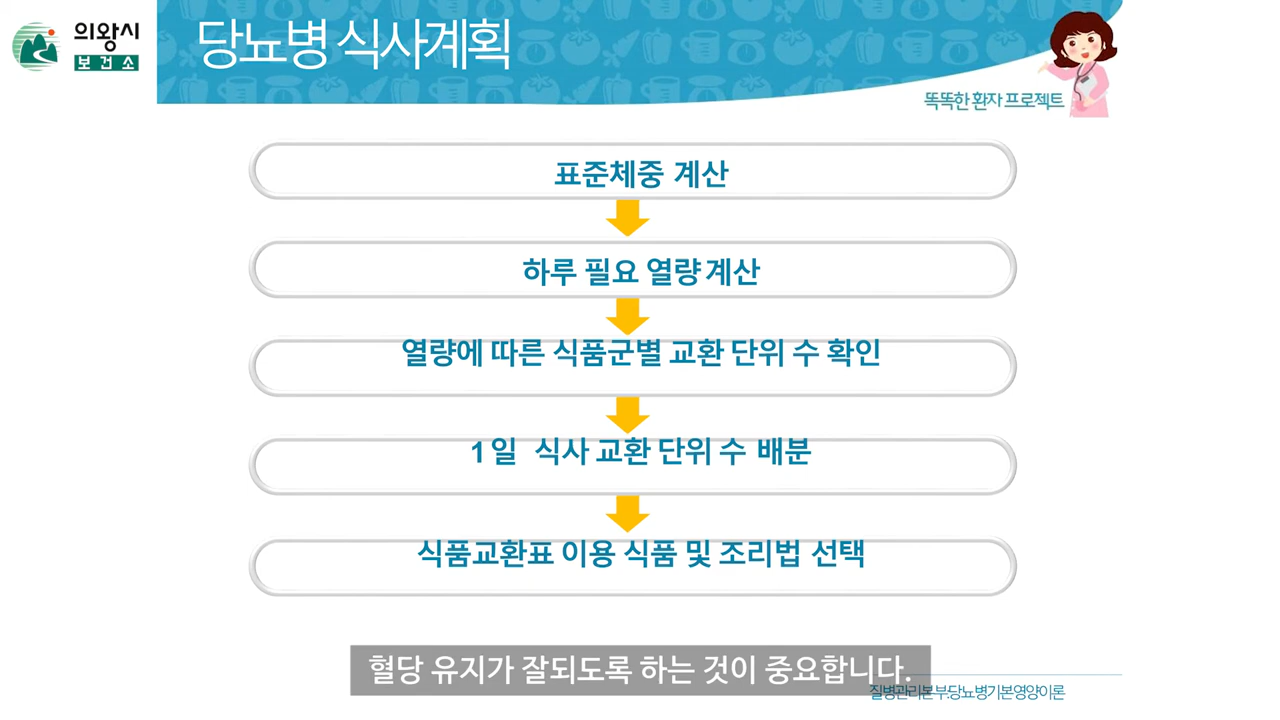 의왕시
보건소
당뇨병 식사계획
똑똑한 환자 프로젝트
표준체중 계산
하루 필요 열량 계산
열량에 따른 식품군별 교환 단위 수 확인
1일 식사 교환 단위 수 배분
식품교환표 이용 식품 및 조리법 선택
혈당 유지가 잘되도록 하는 것이 중요합니다.
질병관리본부:당뇨병기본영양이론